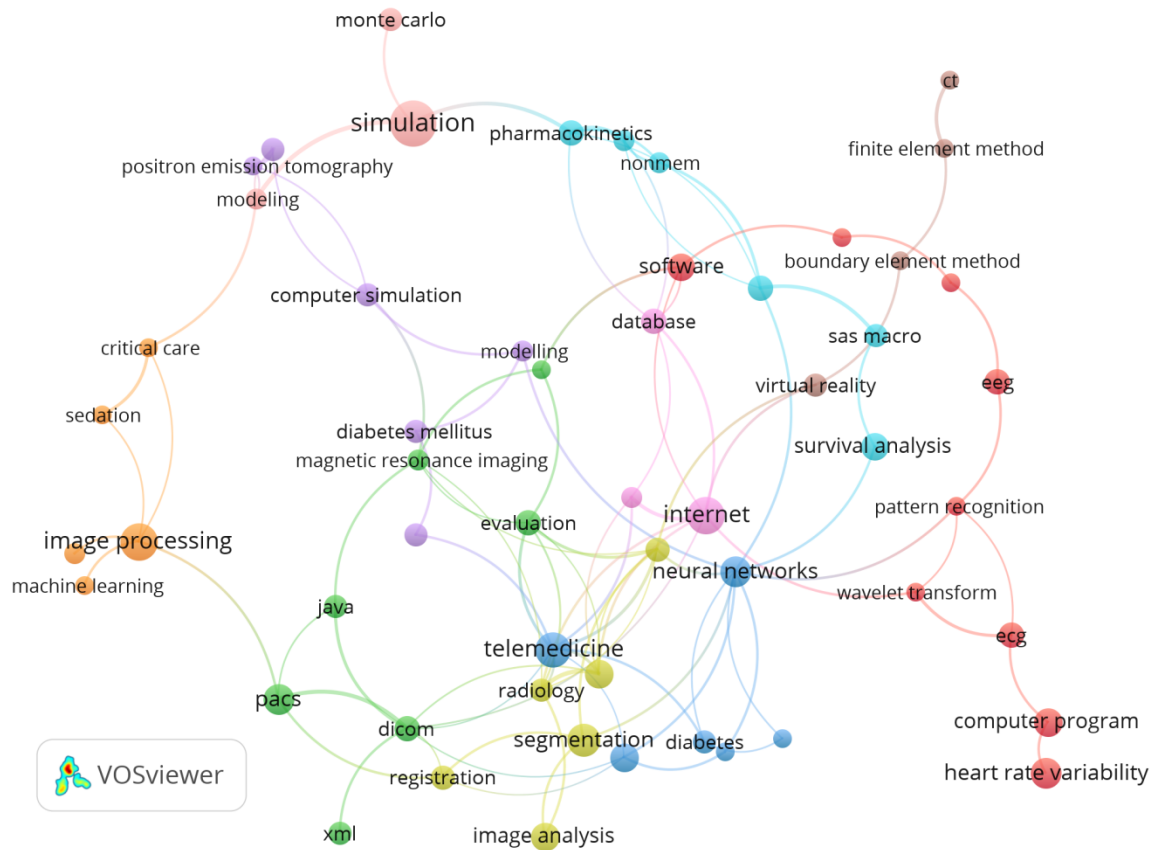 monte carlo
simulation
ct
pharmacokinetics
finite element method
nonmem
positron emission tomography
modeling
software
boundary element method
computer simulation
database
sas macro
critical care
modelling
virtual reality
eeg
sedation
diabetes mellitus
survival analysis
magnetic resonance imaging
pattern recognition
internet
evaluation
image processing
neural networks
machine learning
wavelet transform
java
ecg
telemedicine
radiology
pacs
computer program
dicom
segmentation
diabetes
VOSviewer
registration
heart rate variability
xml
image analysis